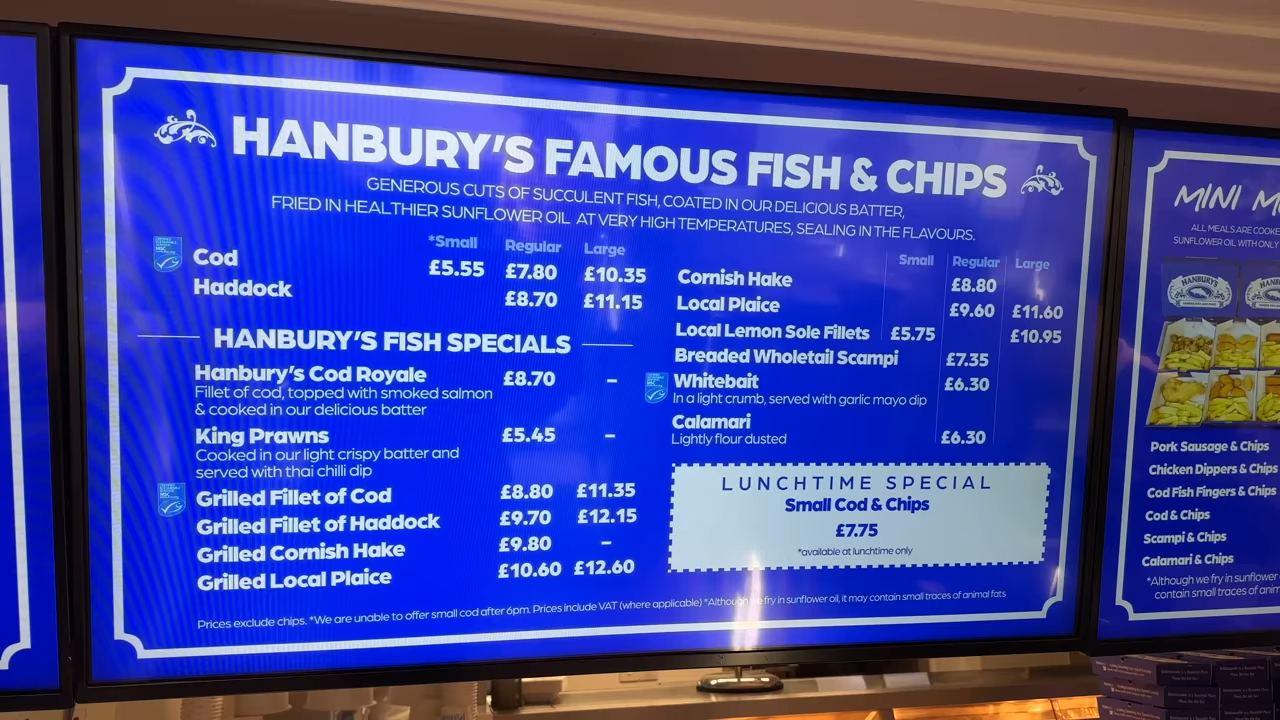 HANBURY'S FAMOUS FISH & CHIPS
GENEROUS CUTS OF SUCCULENT FISH, COATED IN OUR DELICIOUS BATTER,
FRIED IN HEALTHIER SUNFLOWER OIL AT VERY HIGH TEMPERATURES, SEALING IN THE FLAVOURS.
*Small Regular Large
Cod £5.55 £7.80 £10.35
Haddock £8.70 £11.15
HANBURY'S FISH SPECIALS
Hanbury's Cod Royale £8.70 –
Fillet of cod, topped with smoked salmon
& cooked in our delicious batter
King Prawns £5.45 –
Cooked in our light crispy batter and
served with thai chilli dip
Grilled Fillet of Cod £8.80 £11.35
Grilled Fillet of Haddock £9.70 £12.15
Grilled Cornish Hake £9.80 –
Grilled Local Plaice £10.60 £12.60
Small Regular Large
Cornish Hake £8.80
Local Plaice £9.60 £11.60
Local Lemon Sole Fillets £5.75 £10.95
Breaded Wholetail Scampi £7.35
Whitebait £6.30
In a light crumb, served with garlic mayo dip
Calamari
Lightly flour dusted £6.30
LUNCHTIME SPECIAL
Small Cod & Chips
£7.75
*available at lunchtime only
Prices exclude chips. *We are unable to offer small cod after 6pm. Prices include VAT (where applicable) *Although we fry in sunflower oil, it may contain small traces of animal fats
MINI M
ALL MEALS ARE COOKE
SUNFLOWER OIL WITH ONLY
HANBURY'S
Pork Sausage & Chips
Chicken Dippers & Chips
Cod Fish Fingers & Chips
Cod & Chips
Scampi & Chips
Calamari & Chips
*Although we fry in sunflower
contain small traces of anim